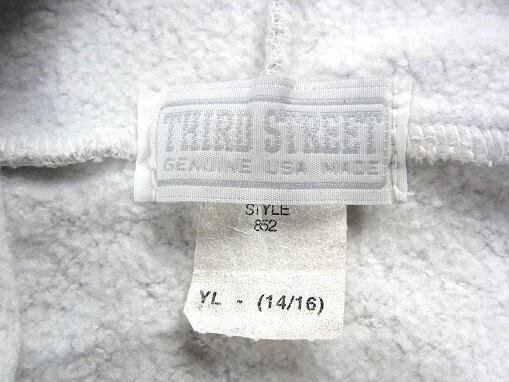 THIRD STREET
GENUINE USA MADE
STYLE
852
YL - (14/16)